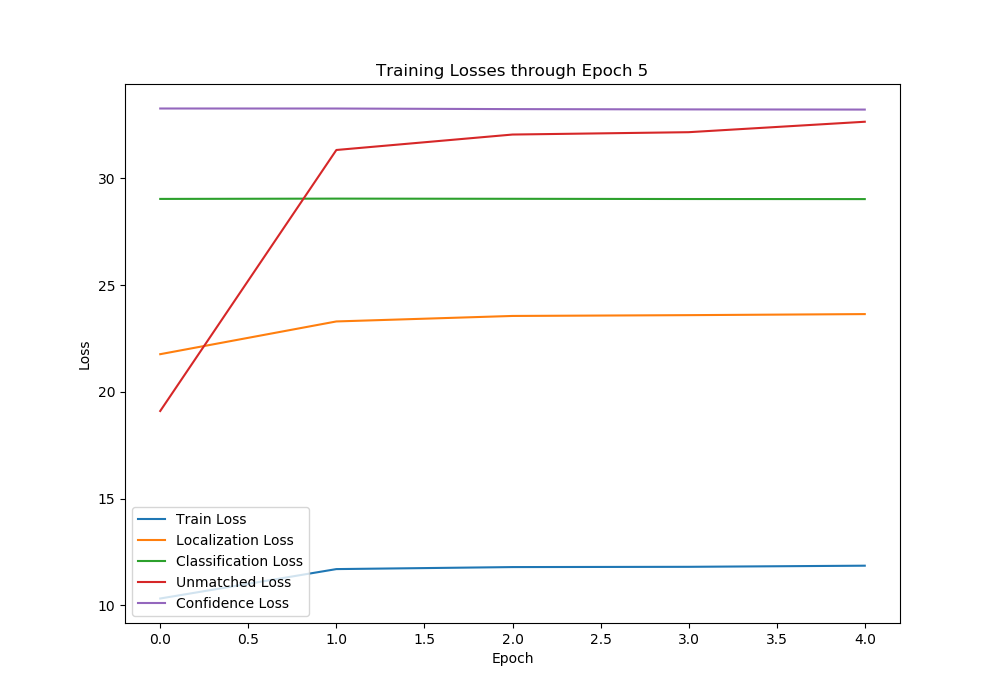 Training Losses through Epoch 5
Loss
30
25
20
15
10
Train Loss
Localization Loss
Classification Loss
Unmatched Loss
Confidence Loss
0.0 0.5 1.0 1.5 2.0 2.5 3.0 3.5 4.0
Epoch